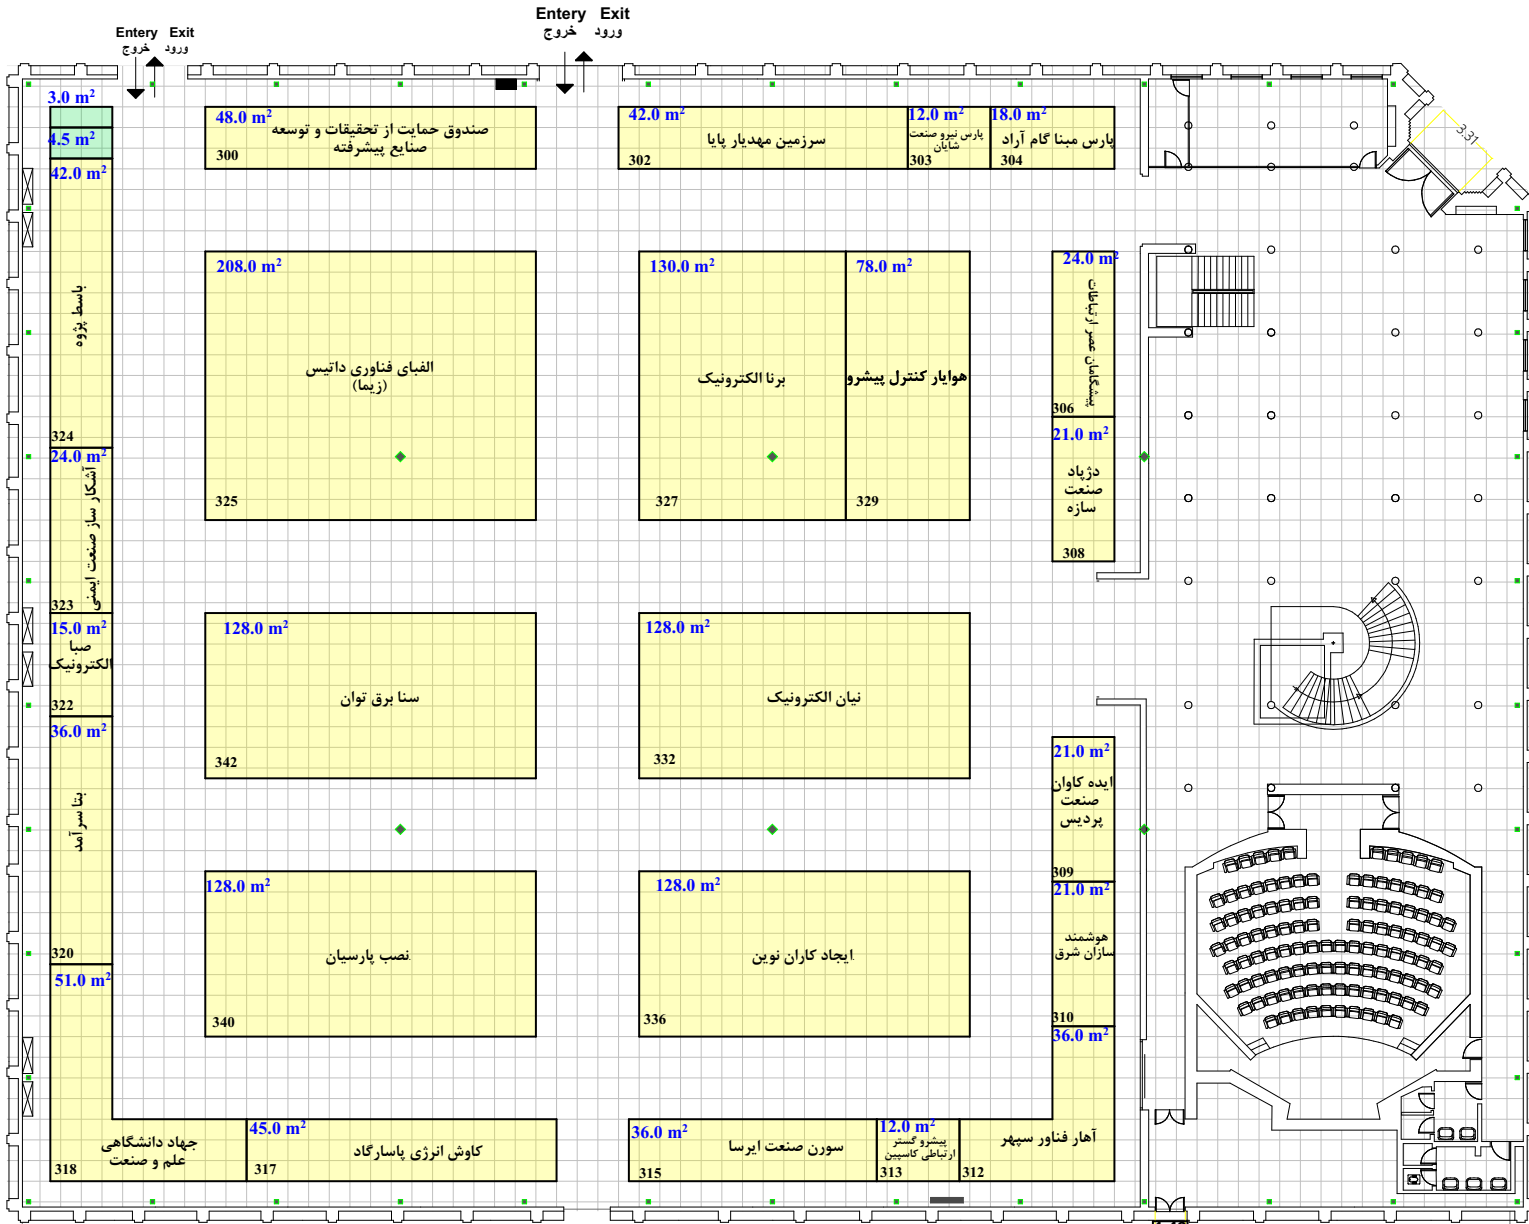 Entery Exit
خروج ورود
Entery Exit
خروج ورود
3.0 m²
4.5 m²
42.0 m²
باسط پژوه
324
48.0 m²
صندوق حمایت از تحقیقات و توسعه
صنایع پیشرفته
300
42.0 m²
سرزمین مهدیار پایا
302
12.0 m²
پارس نیرو صنعت
شایان
303
18.0 m²
پارس مبنا گام آراد
304
3.31
208.0 m²
الفبای فناوری داتیس
(زیما)
325
130.0 m²
برنا الکترونیک
327
78.0 m²
هوایار کنترل پیشرو
329
24.0 m²
پیشگامان عصر ارتباطات
306
21.0 m²
دژپاد
صنعت
سازه
308
24.0 m²
آشکار ساز صنعت ایمنی
323
15.0 m²
صبا
الکترونیک
322
128.0 m²
سنا برق توان
342
128.0 m²
نیان الکترونیک
332
36.0 m²
بتا سرآمد
320
21.0 m²
ایده کاوان
صنعت
پردیس
309
128.0 m²
نصب پارسیان
340
128.0 m²
ایجاد کاران نوین
336
21.0 m²
هوشمند
سازان شرق
310
51.0 m²
جهاد دانشگاهی
علم و صنعت
318
45.0 m²
کاوش انرژی پاسارگاد
317
36.0 m²
سورن صنعت ایرسا
315
12.0 m²
پیشرو گستر
ارتباطی کاسپین
313
36.0 m²
آهار فناور سپهر
312